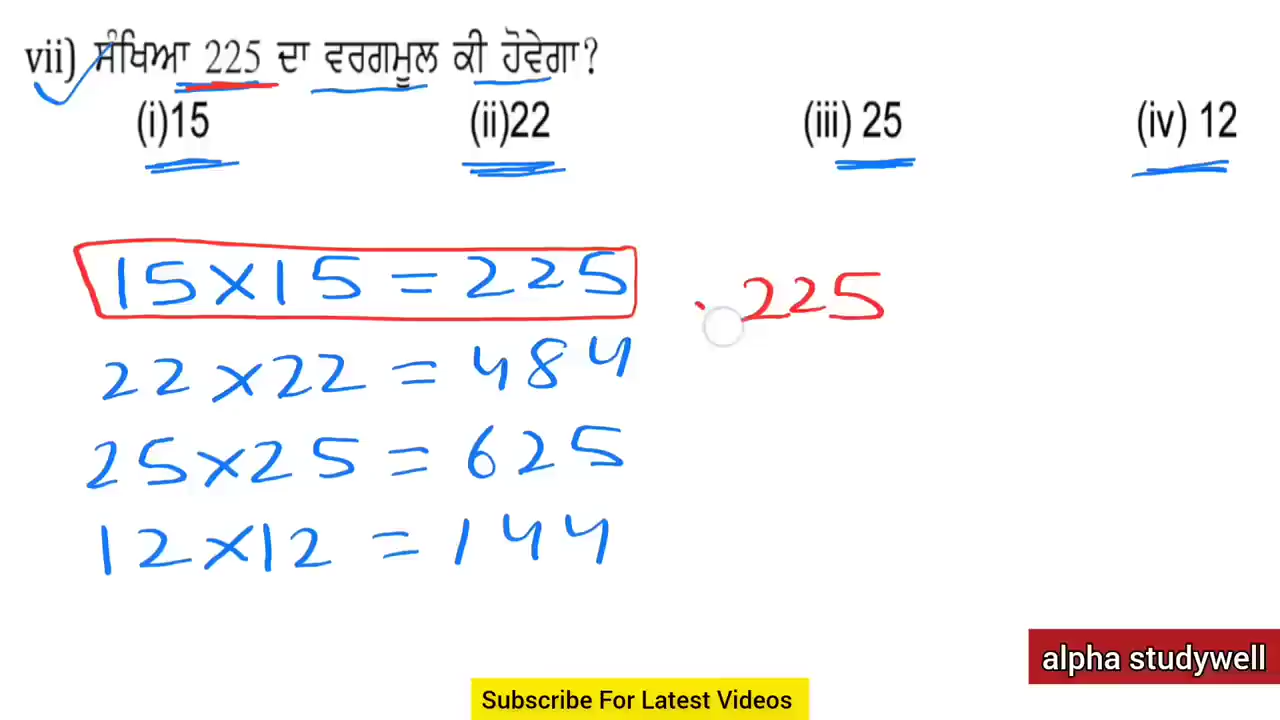 vii) ਸੰਖਿਆ 225 ਦਾ ਵਰਗਮੂਲ ਕੀ ਹੋਵੇਗਾ?
(i)15 (ii)22 (iii) 25 (iv) 12
15×15=225 225
22×22=484
25×25=625
12×12=144
alpha studywell
Subscribe For Latest Videos